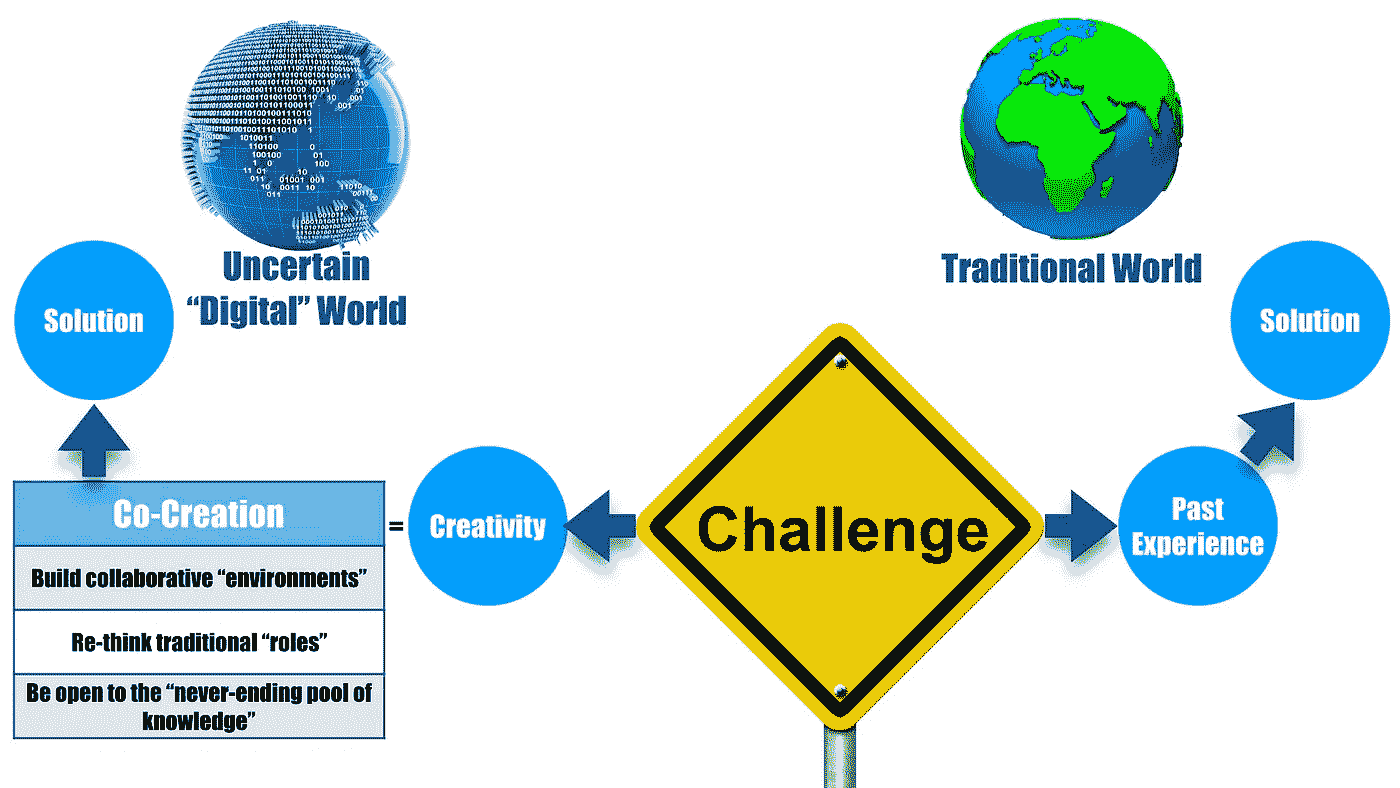 Uncertain
“Digital” World
Traditional World
Solution
Solution
Co-Creation
=
Creativity
Challenge
Past
Experience
Build collaborative “environments”
Re-think traditional “roles”
Be open to the “never-ending pool of
knowledge”